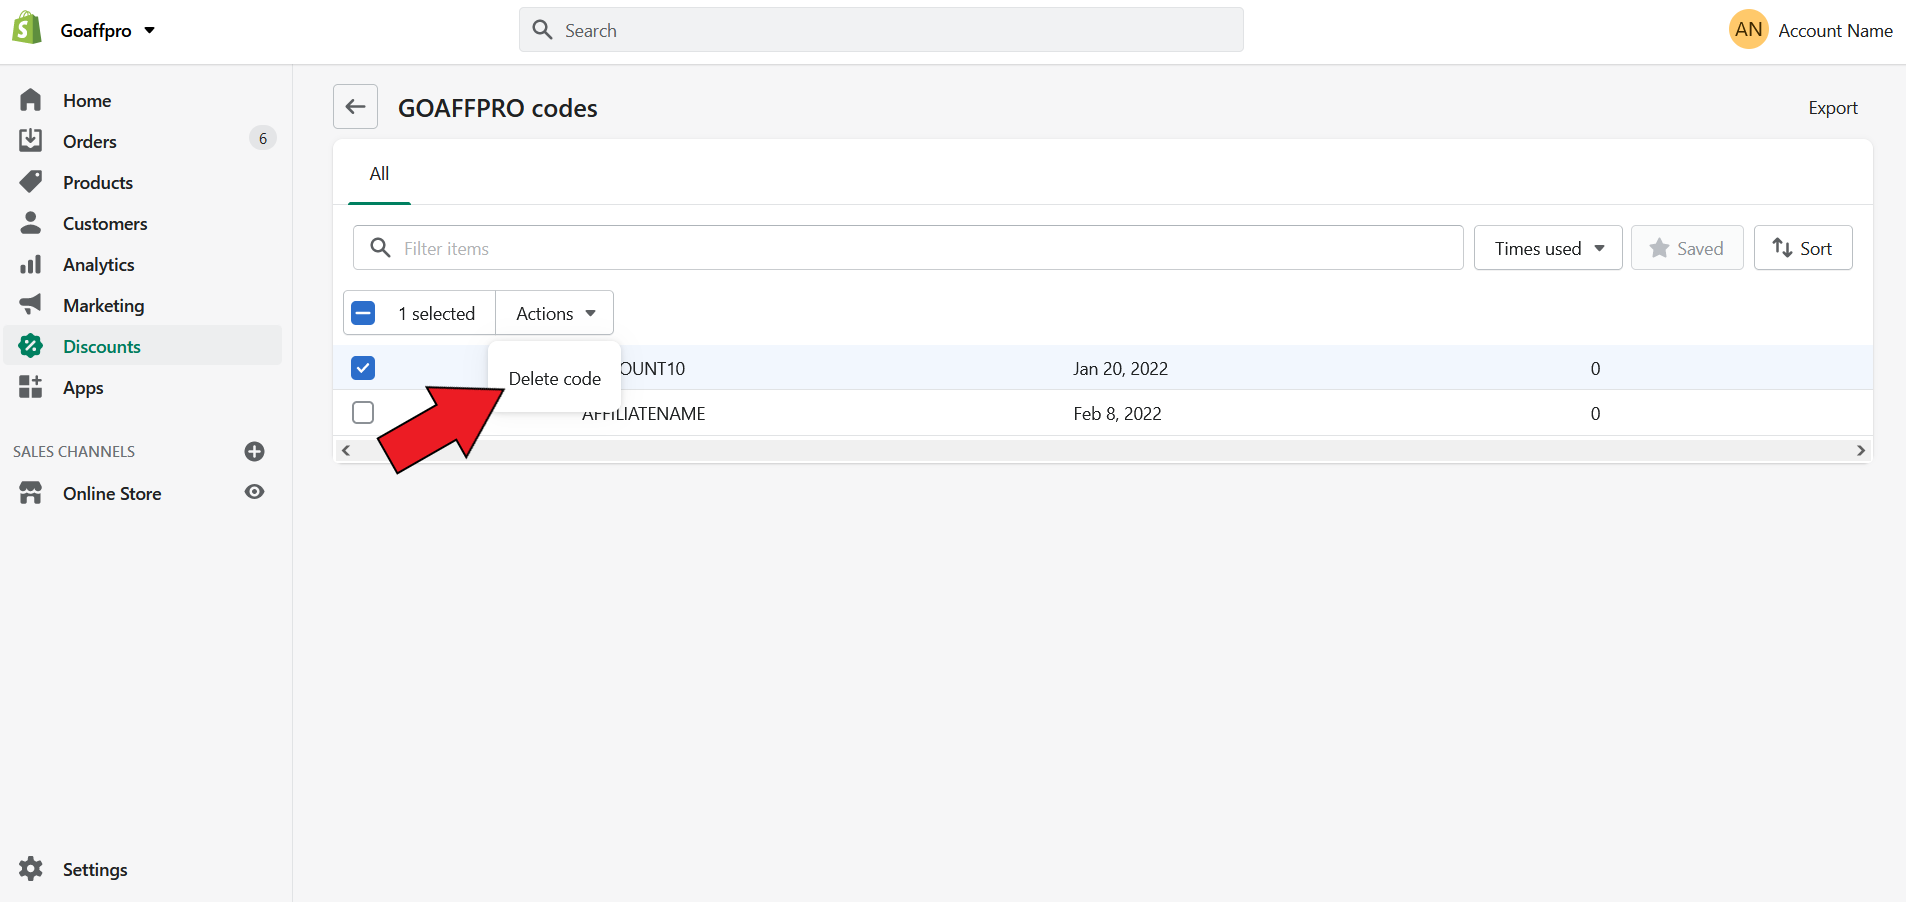 Goaffpro
Search
AN Account Name
Home
Orders 6
Products
Customers
Analytics
Marketing
Discounts
Apps
SALES CHANNELS
Online Store
Settings
GOAFFPRO codes
Export
All
Filter items
Times used
Saved
Sort
1 selected
Actions
Delete code
OUNT10 Jan 20, 2022 0
AFFILIATENAME Feb 8, 2022 0